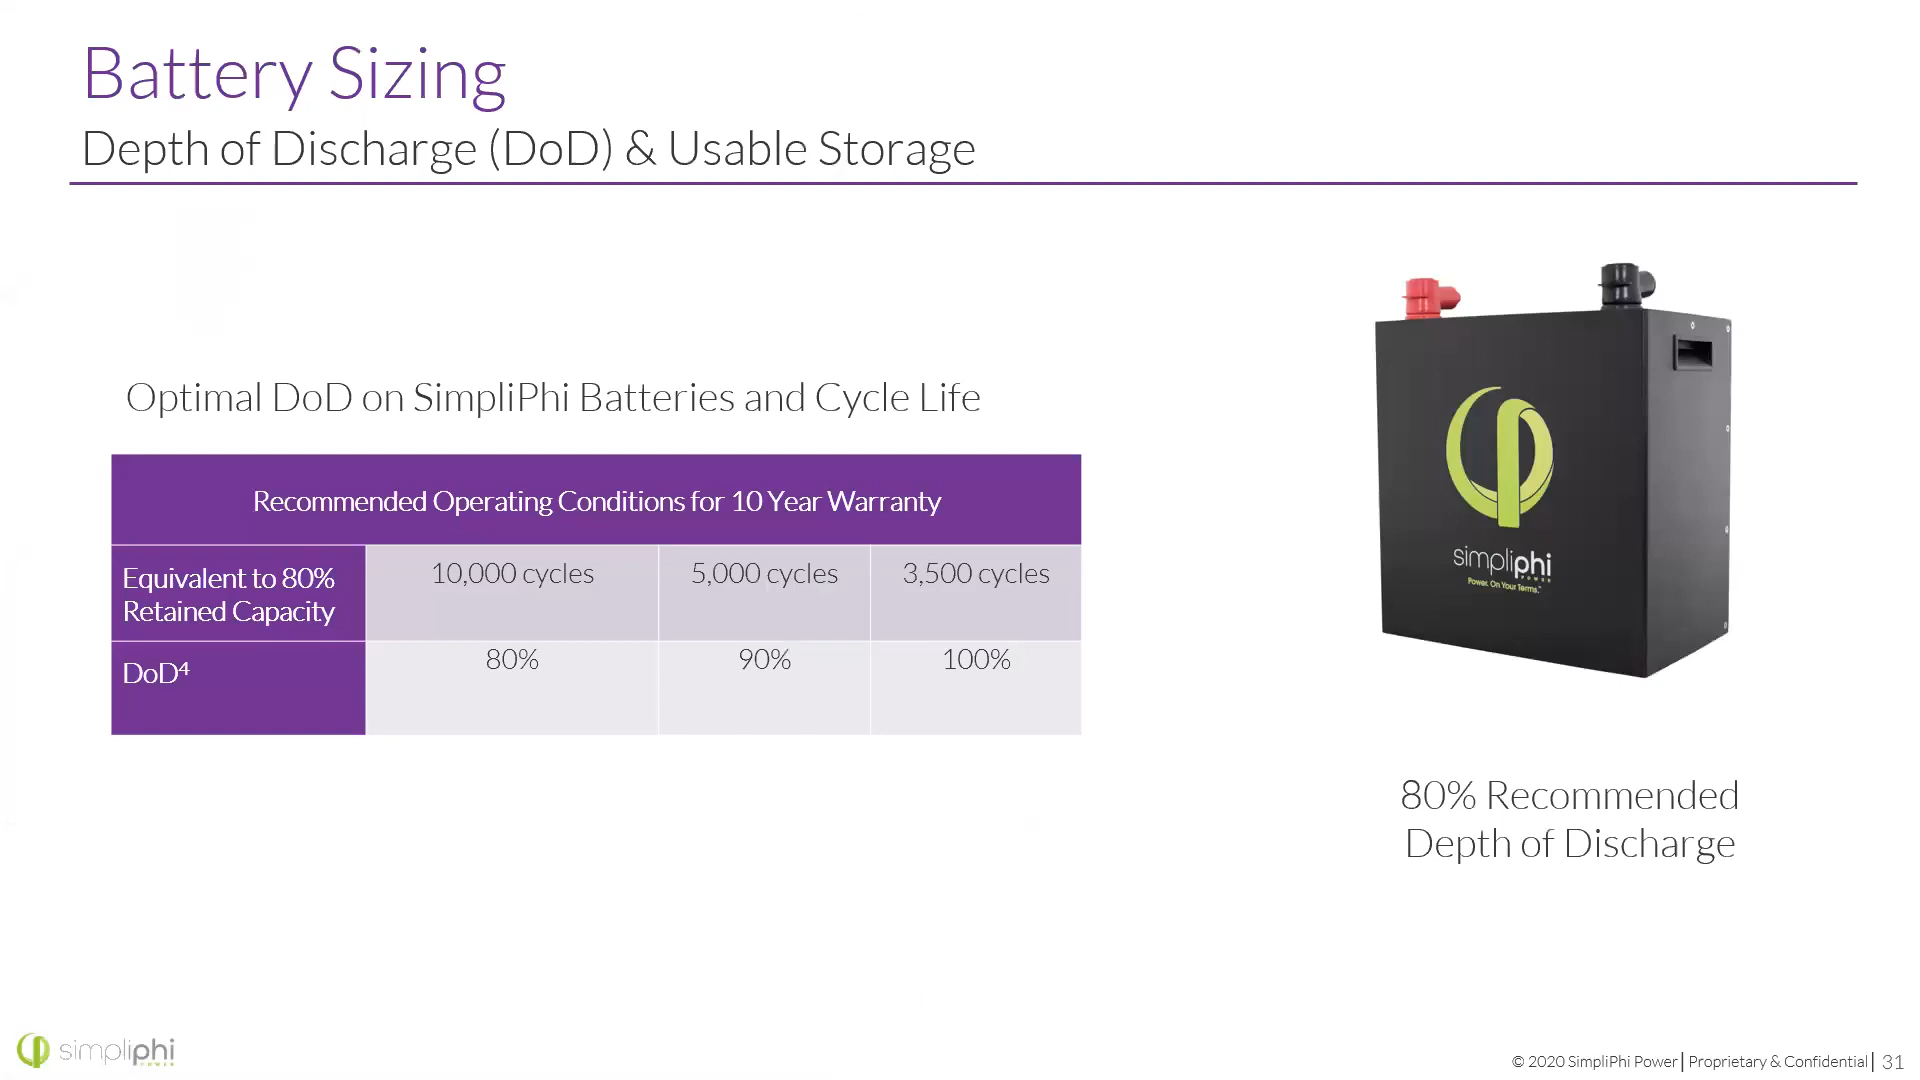 Battery Sizing
Depth of Discharge (DoD) & Usable Storage
Optimal DoD on SimpliPhi Batteries and Cycle Life
Recommended Operating Conditions for 10 Year Warranty
Equivalent to 80%
Retained Capacity
10,000 cycles
5,000 cycles
3,500 cycles
DoD⁴
80%
90%
100%
simpliphi
POWER
Power. On Your Terms.™
80% Recommended
Depth of Discharge
simpliphi
POWER
© 2020 SimpliPhi Power | Proprietary & Confidential | 31